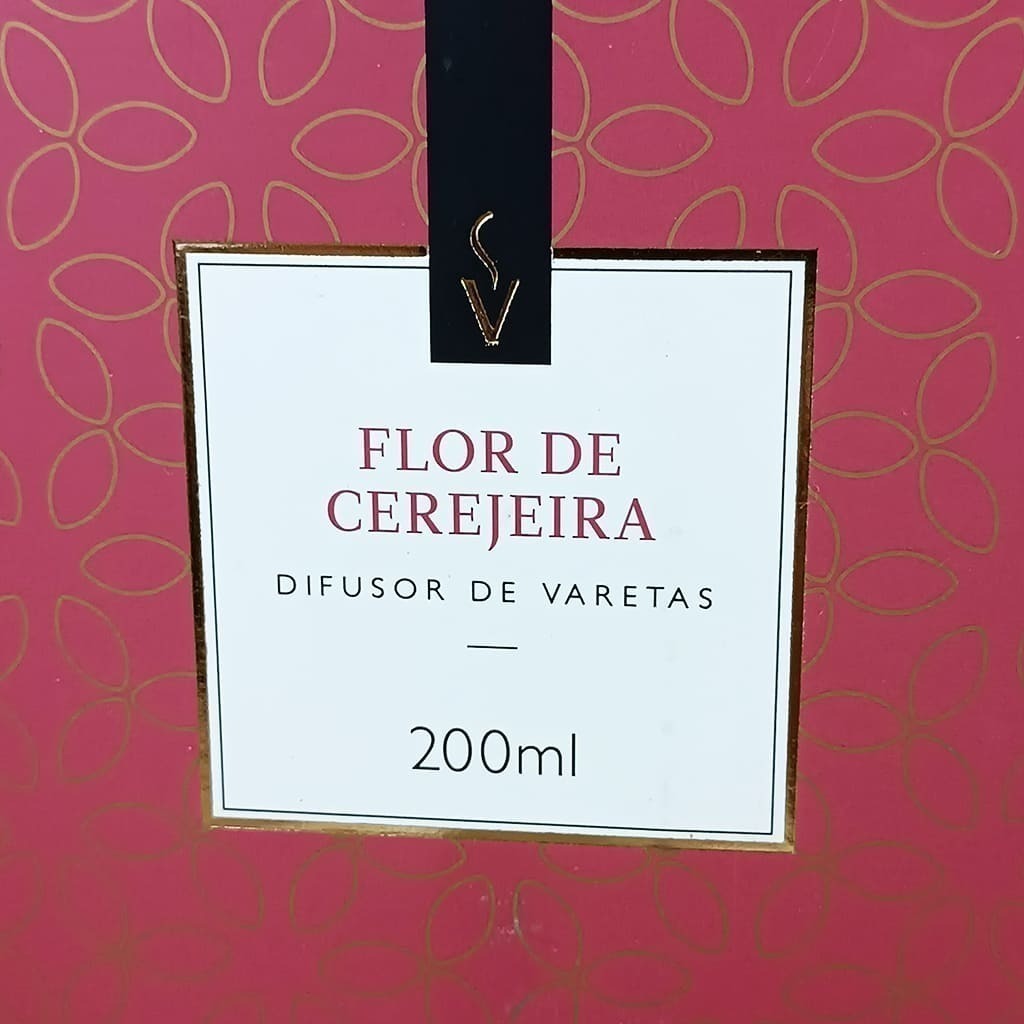 V
FLOR DE
CEREJEIRA
DIFUSOR DE VARETAS
200ml